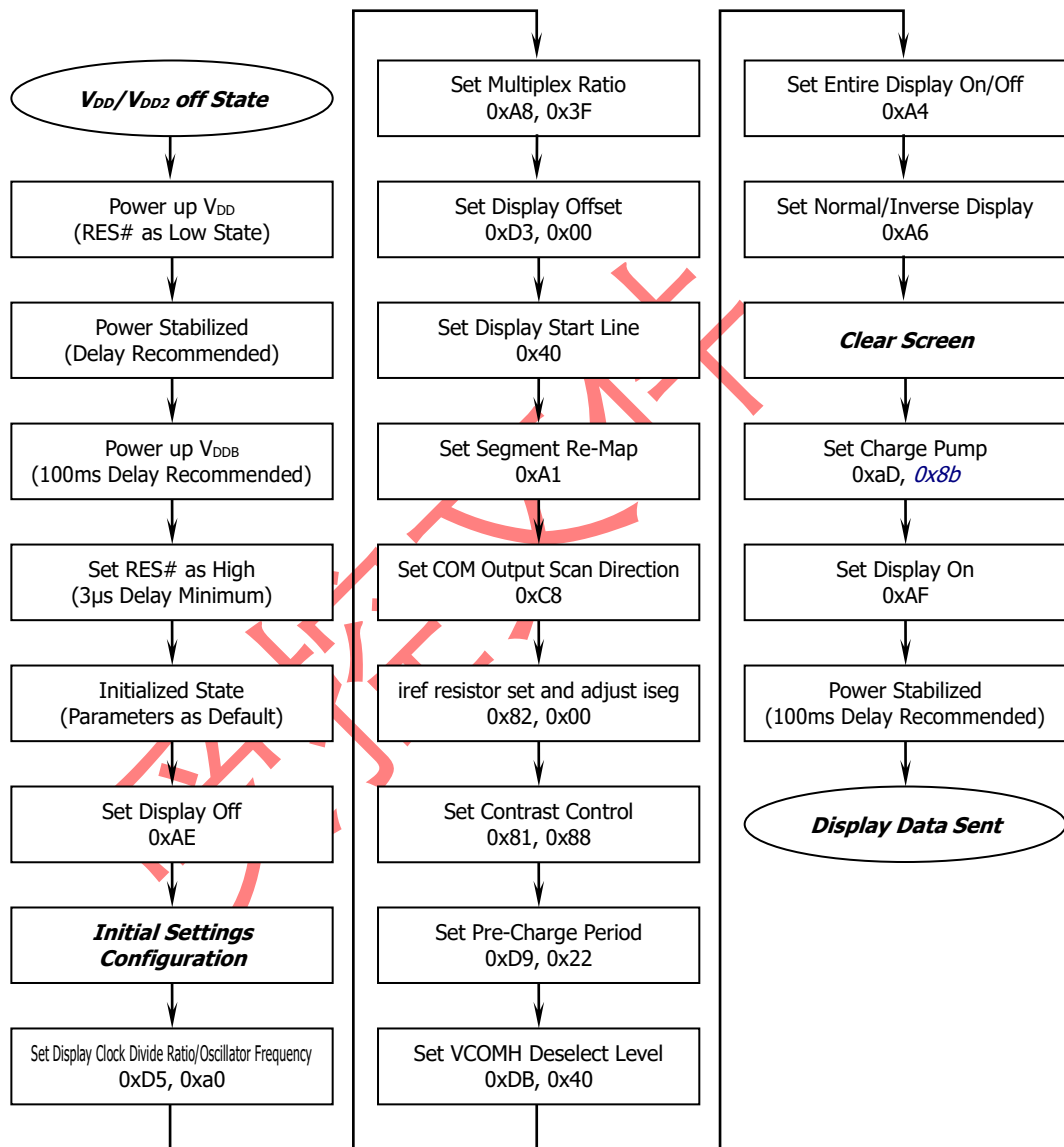 VDD/VDD2 off State
Power up VDD
(RES# as Low State)
Power Stabilized
(Delay Recommended)
Power up VDDB
(100ms Delay Recommended)
Set RES# as High
(3μs Delay Minimum)
Initialized State
(Parameters as Default)
Set Display Off
0xAE
Initial Settings
Configuration
Set Display Clock Divide Ratio/Oscillator Frequency
0xD5, 0xa0
Set Multiplex Ratio
0xA8, 0x3F
Set Display Offset
0xD3, 0x00
Set Display Start Line
0x40
Set Segment Re-Map
0xA1
Set COM Output Scan Direction
0xC8
iref resistor set and adjust iseg
0x82, 0x00
Set Contrast Control
0x81, 0x88
Set Pre-Charge Period
0xD9, 0x22
Set VCOMH Deselect Level
0xDB, 0x40
Set Entire Display On/Off
0xA4
Set Normal/Inverse Display
0xA6
Clear Screen
Set Charge Pump
0xaD, 0x8b
Set Display On
0xAF
Power Stabilized
(100ms Delay Recommended)
Display Data Sent